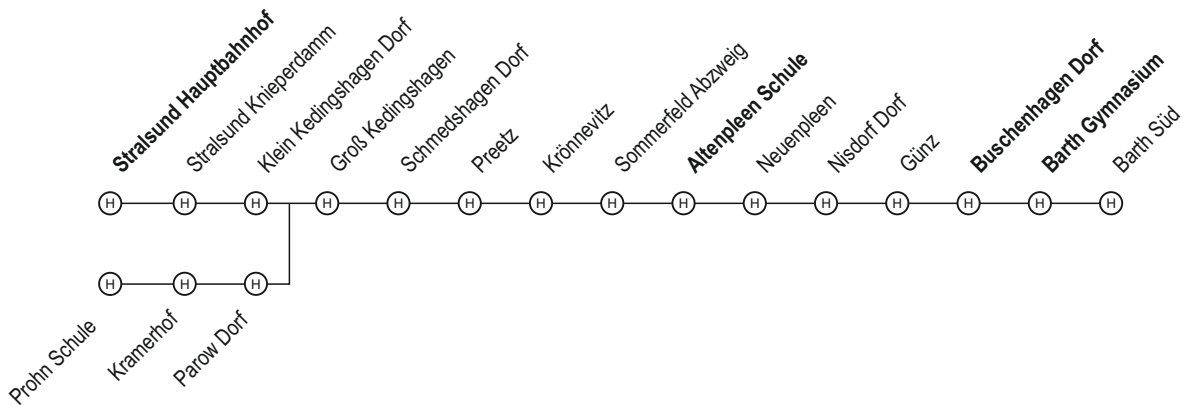 Stralsund Hauptbahnhof
Stralsund Knieperdamm
Klein Kedingshagen Dorf
Groß Kedingshagen
Schmedshagen Dorf
Preetz
Krönnevitz
Sommerfeld Abzweig
Altenpleen Schule
Neuenpleen
Nisdorf Dorf
Günz
Buschenhagen Dorf
Barth Gymnasium
Barth Süd
H H H H H H H H H H H H H H H
H H H
Prohn Schule
Kramerhof
Parow Dorf